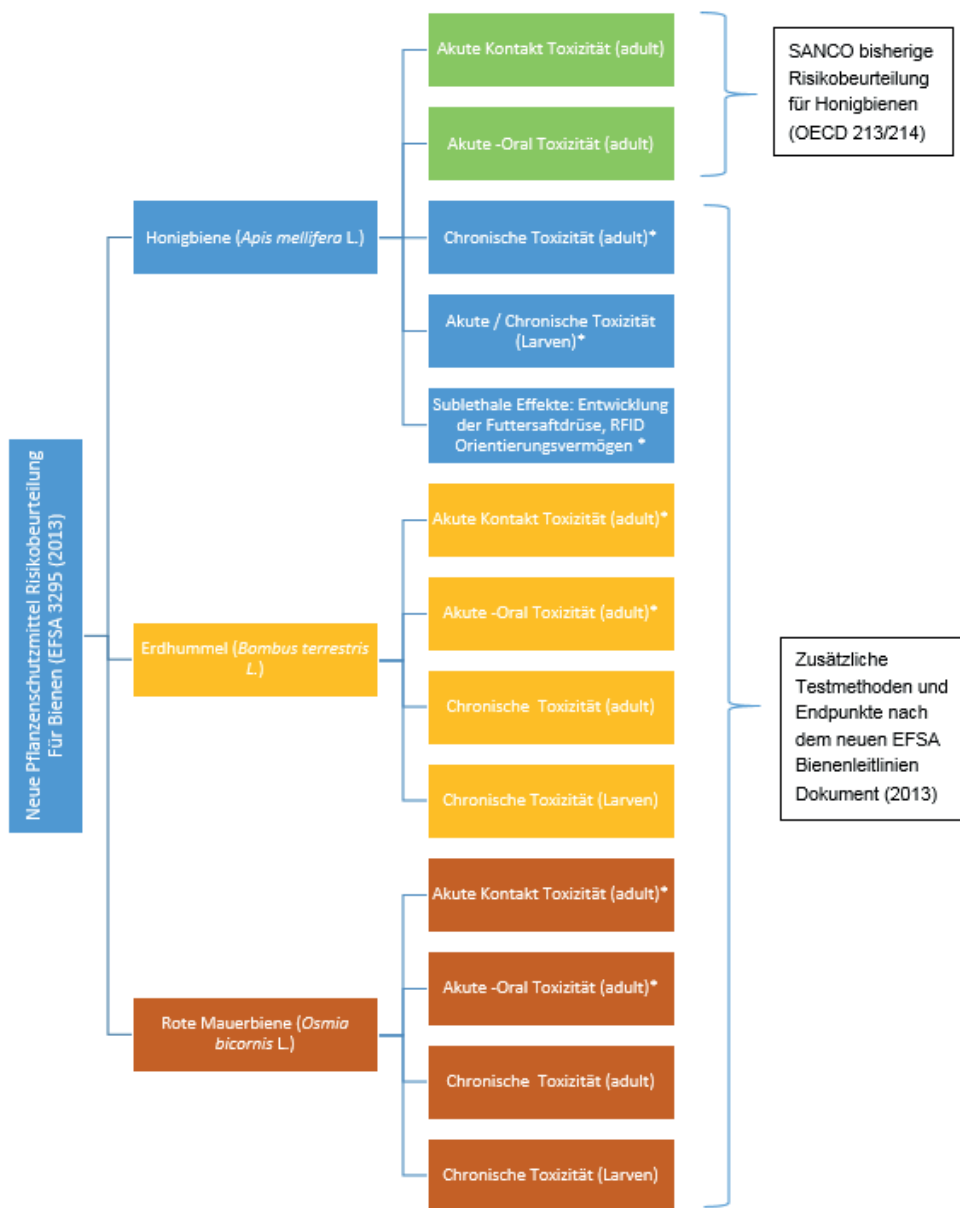 Neue Pflanzenschutzmittel Risikobeurteilung
Für Bienen (EFSA 3295 (2013)
Honigbiene (Apis mellifera L.)
Akute Kontakt Toxizität (adult)
Akute -Oral Toxizität (adult)
Chronische Toxizität (adult)*
Akute / Chronische Toxizität
(Larven)*
Sublethale Effekte: Entwicklung
der Futtersaftdrüse, RFID
Orientierungsvermögen *
Erdhummel (Bombus terrestris
L.)
Akute Kontakt Toxizität (adult)*
Akute -Oral Toxizität (adult)*
Chronische Toxizität (adult)
Chronische Toxizität (Larven)
Rote Mauerbiene (Osmia
bicornis L.)
Akute Kontakt Toxizität (adult)*
Akute -Oral Toxizität (adult)*
Chronische Toxizität (adult)
Chronische Toxizität (Larven)
SANCO bisherige
Risikobeurteilung
für Honigbienen
(OECD 213/214)
Zusätzliche
Testmethoden und
Endpunkte nach
dem neuen EFSA
Bienenleitlinien
Dokument (2013)